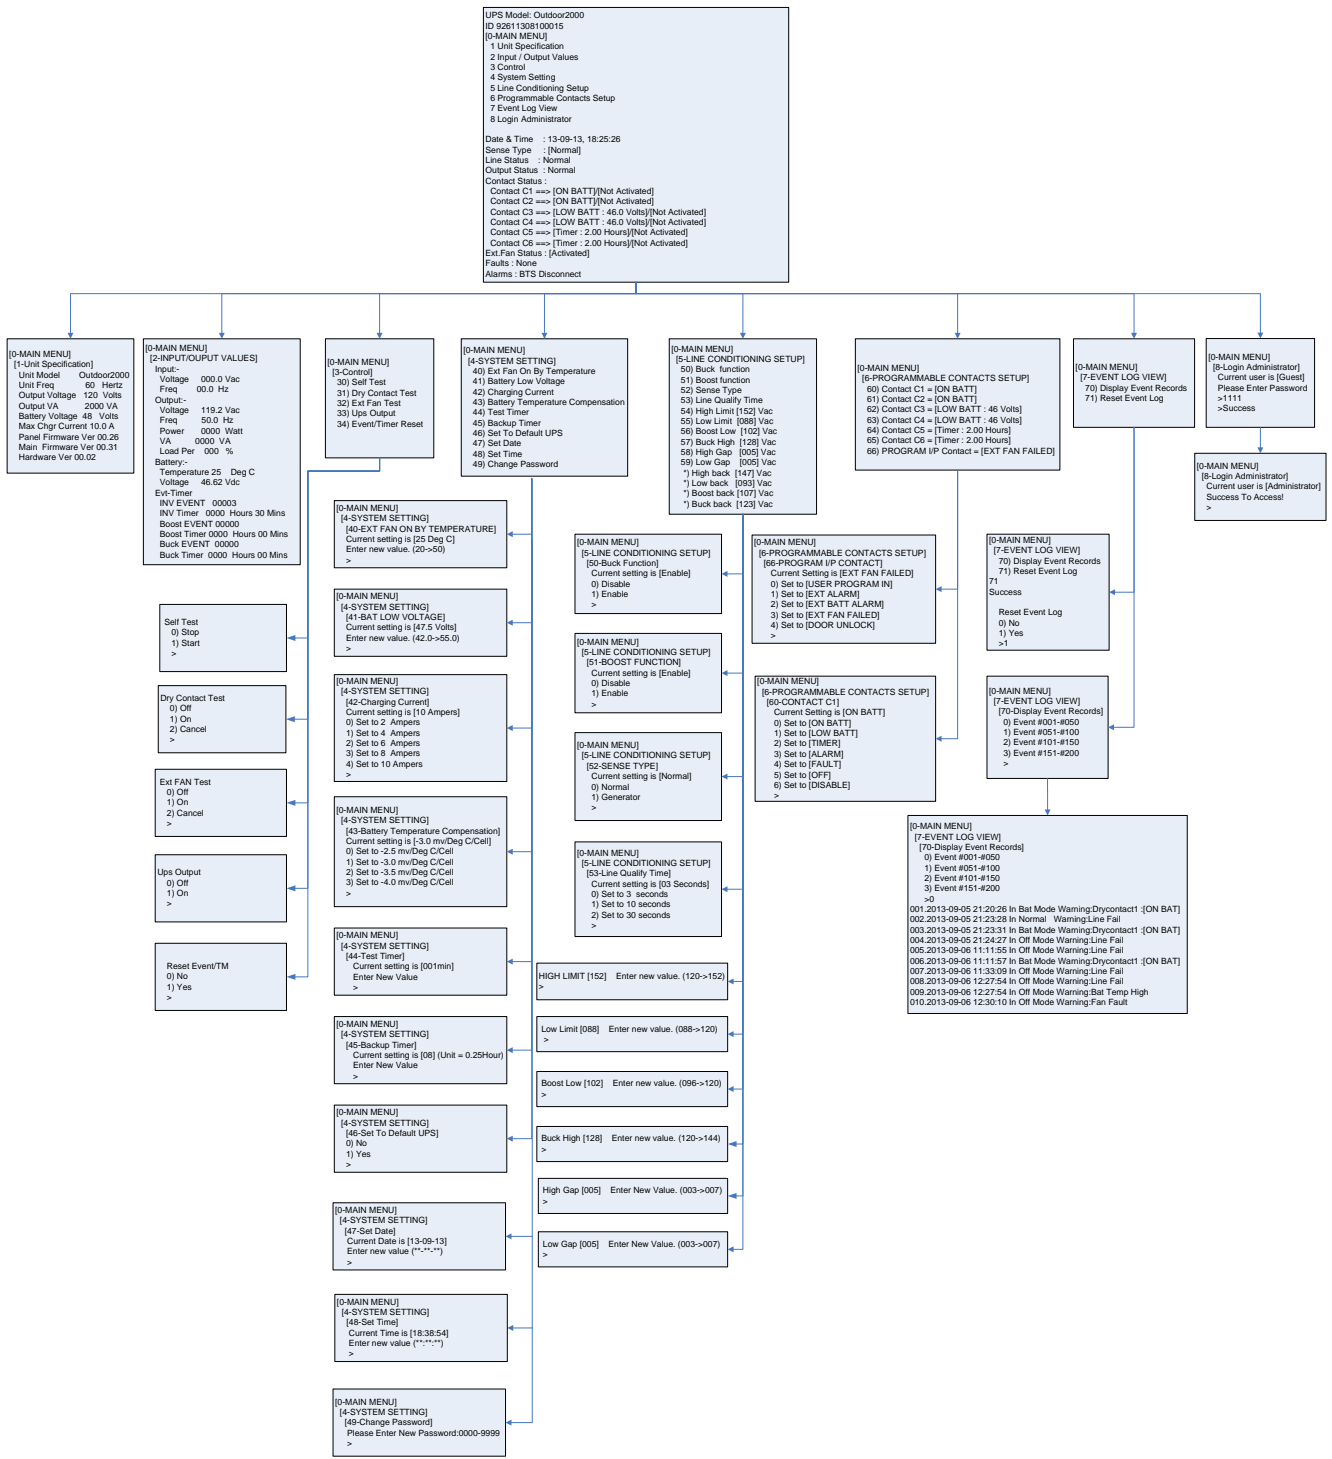 UPS Model: Outdoor2000
ID 92611308100015
[0-MAIN MENU]
1 Unit Specification
2 Input / Output Values
3 Control
4 System Setting
5 Line Conditioning Setup
6 Programmable Contacts Setup
7 Event Log View
8 Login Administrator
Date & Time : 13-09-13, 18:25:26
Sense Type : [Normal]
Line Status : Normal
Output Status : Normal
Contact Status :
Contact C1 ==> [ON BATT]/[Not Activated]
Contact C2 ==> [ON BATT]/[Not Activated]
Contact C3 ==> [LOW BATT : 46.0 Volts]/[Not Activated]
Contact C4 ==> [LOW BATT : 46.0 Volts]/[Not Activated]
Contact C5 ==> [Timer : 2.00 Hours]/[Not Activated]
Contact C6 ==> [Timer : 2.00 Hours]/[Not Activated]
Ext.Fan Status : [Activated]
Faults : None
Alarms : BTS Disconnect
[0-MAIN MENU]
[1-Unit Specification]
Unit Model Outdoor2000
Unit Freq 60 Hertz
Output Voltage 120 Volts
Output VA 2000 VA
Battery Voltage 48 Volts
Max Chgr Current 10.0 A
Panel Firmware Ver 00.26
Main Firmware Ver 00.31
Hardware Ver 00.02
[0-MAIN MENU]
[2-INPUT/OUPUT VALUES]
Input:-
Voltage 000.0 Vac
Freq 00.0 Hz
Output:-
Voltage 119.2 Vac
Freq 50.0 Hz
Power 0000 Watt
VA 0000 VA
Load Per 000 %
Battery:-
Temperature 25 Deg C
Voltage 46.62 Vdc
Evt-Timer
INV EVENT 00003
INV Timer 0000 Hours 30 Mins
Boost EVENT 00000
Boost Timer 0000 Hours 00 Mins
Buck EVENT 00000
Buck Timer 0000 Hours 00 Mins
[0-MAIN MENU]
[3-Control]
30) Self Test
31) Dry Contact Test
32) Ext Fan Test
33) Ups Output
34) Event/Timer Reset
[0-MAIN MENU]
[4-SYSTEM SETTING]
40) Ext Fan On By Temperature
41) Battery Low Voltage
42) Charging Current
43) Battery Temperature Compensation
44) Test Timer
45) Backup Timer
46) Set To Default UPS
47) Set Date
48) Set Time
49) Change Password
[0-MAIN MENU]
[5-LINE CONDITIONING SETUP]
50) Buck function
51) Boost function
52) Sense Type
53) Line Quality Time
54) High Limit [152] Vac
55) Low Limit [088] Vac
56) Boost Low [102] Vac
57) Buck High [128] Vac
58) High Gap [005] Vac
59) Low Gap [005] Vac
*) High back [147] Vac
*) Low back [093] Vac
*) Boost back [107] Vac
*) Buck back [123] Vac
[0-MAIN MENU]
[6-PROGRAMMABLE CONTACTS SETUP]
60) Contact C1 = [ON BATT]
61) Contact C2 = [ON BATT]
62) Contact C3 = [LOW BATT : 46 Volts]
63) Contact C4 = [LOW BATT : 46 Volts]
64) Contact C5 = [Timer : 2.00 Hours]
65) Contact C6 = [Timer : 2.00 Hours]
66) PROGRAM I/P Contact = [EXT FAN FAILED]
[0-MAIN MENU]
[7-EVENT LOG VIEW]
70) Display Event Records
71) Reset Event Log
[0-MAIN MENU]
[8-Login Administrator]
Current user is [Guest]
Please Enter Password
>1111
>Success
[0-MAIN MENU]
[8-Login Administrator]
Current user is [Administrator]
Success To Access!
>
Self Test
0) Stop
1) Start
>
Dry Contact Test
0) Off
1) On
2) Cancel
>
Ext FAN Test
0) Off
1) On
2) Cancel
>
Ups Output
0) Off
1) On
>
Reset Event/TM
0) No
1) Yes
>
[0-MAIN MENU]
[4-SYSTEM SETTING]
[40-EXT FAN ON BY TEMPERATURE]
Current setting is [25 Deg C]
Enter new value. (20->50)
>
[0-MAIN MENU]
[4-SYSTEM SETTING]
[41-BAT LOW VOLTAGE]
Current setting is [47.5 Volts]
Enter new value. (42.0->55.0)
>
[0-MAIN MENU]
[4-SYSTEM SETTING]
[42-Charging Current]
Current setting is [10 Ampers]
0) Set to 2 Ampers
1) Set to 4 Ampers
2) Set to 6 Ampers
3) Set to 8 Ampers
4) Set to 10 Ampers
>
[0-MAIN MENU]
[4-SYSTEM SETTING]
[43-Battery Temperature Compensation]
Current setting is [-3.0 mv/Deg C/Cell]
0) Set to -2.5 mv/Deg C/Cell
1) Set to -3.0 mv/Deg C/Cell
2) Set to -3.5 mv/Deg C/Cell
3) Set to -4.0 mv/Deg C/Cell
>
[0-MAIN MENU]
[4-SYSTEM SETTING]
[44-Test Timer]
Current setting is [001min]
Enter New Value
>
[0-MAIN MENU]
[4-SYSTEM SETTING]
[45-Backup Timer]
Current setting is [08] (Unit = 0.25Hour)
Enter New Value
>
[0-MAIN MENU]
[4-SYSTEM SETTING]
[46-Set To Default UPS]
0) No
1) Yes
>
[0-MAIN MENU]
[4-SYSTEM SETTING]
[47-Set Date]
Current Date is [13-09-13]
Enter new value (**-**-**)
>
[0-MAIN MENU]
[4-SYSTEM SETTING]
[48-Set Time]
Current Time is [18:38:54]
Enter new value (**:**:**)
>
[0-MAIN MENU]
[4-SYSTEM SETTING]
[49-Change Password]
Please Enter New Password:0000-9999
>
[0-MAIN MENU]
[5-LINE CONDITIONING SETUP]
[50-Buck Function]
Current setting is [Enable]
0) Disable
1) Enable
>
[0-MAIN MENU]
[5-LINE CONDITIONING SETUP]
[51-BOOST FUNCTION]
Current setting is [Enable]
0) Disable
1) Enable
>
[0-MAIN MENU]
[5-LINE CONDITIONING SETUP]
[52-SENSE TYPE]
Current setting is [Normal]
0) Normal
1) Generator
>
[0-MAIN MENU]
[5-LINE CONDITIONING SETUP]
[53-Line Quality Time]
Current setting is [03 Seconds]
0) Set to 3 seconds
1) Set to 10 seconds
2) Set to 30 seconds
>
HIGH LIMIT [152] Enter new value. (120->152)
>
Low Limit [088] Enter new value. (088->120)
>
Boost Low [102] Enter new value. (096->120)
>
Buck High [128] Enter new value. (120->144)
>
High Gap [005] Enter New Value. (003->007)
>
Low Gap [005] Enter New Value. (003->007)
>
[0-MAIN MENU]
[6-PROGRAMMABLE CONTACTS SETUP]
[66-PROGRAM I/P CONTACT]
Current Setting is [EXT FAN FAILED]
0) Set to [USER PROGRAM IN]
1) Set to [EXT ALARM]
2) Set to [EXT BATT ALARM]
3) Set to [EXT FAN FAILED]
4) Set to [DOOR UNLOCK]
>
[0-MAIN MENU]
[6-PROGRAMMABLE CONTACTS SETUP]
[60-CONTACT C1]
Current Setting is [ON BATT]
0) Set to [ON BATT]
1) Set to [LOW BATT]
2) Set to [TIMER]
3) Set to [ALARM]
4) Set to [FAULT]
5) Set to [OFF]
6) Set to [DISABLE]
>
[0-MAIN MENU]
[7-EVENT LOG VIEW]
70) Display Event Records
71) Reset Event Log
71
Success
Reset Event Log
0) No
1) Yes
>1
[0-MAIN MENU]
[7-EVENT LOG VIEW]
[70-Display Event Records]
0) Event #001-#050
1) Event #051-#100
2) Event #101-#150
3) Event #151-#200
>
[0-MAIN MENU]
[7-EVENT LOG VIEW]
[70-Display Event Records]
0) Event #001-#050
1) Event #051-#100
2) Event #101-#150
3) Event #151-#200
>0
001.2013-09-05 21:20:26 In Bat Mode Warning:Drycontact1 :[ON BAT]
002.2013-09-05 21:23:28 In Normal Warning:Line Fail
003.2013-09-05 21:23:31 In Bat Mode Warning:Drycontact1 :[ON BAT]
004.2013-09-05 21:24:27 In Off Mode Warning:Line Fail
005.2013-09-06 11:11:55 In Off Mode Warning:Line Fail
006.2013-09-06 11:11:57 In Bat Mode Warning:Drycontact1 :[ON BAT]
007.2013-09-06 11:33:09 In Off Mode Warning:Line Fail
008.2013-09-06 12:27:54 In Off Mode Warning:Line Fail
009.2013-09-06 12:27:54 In Off Mode Warning:Bat Temp High
010.2013-09-06 12:30:10 In Off Mode Warning:Fan Fault